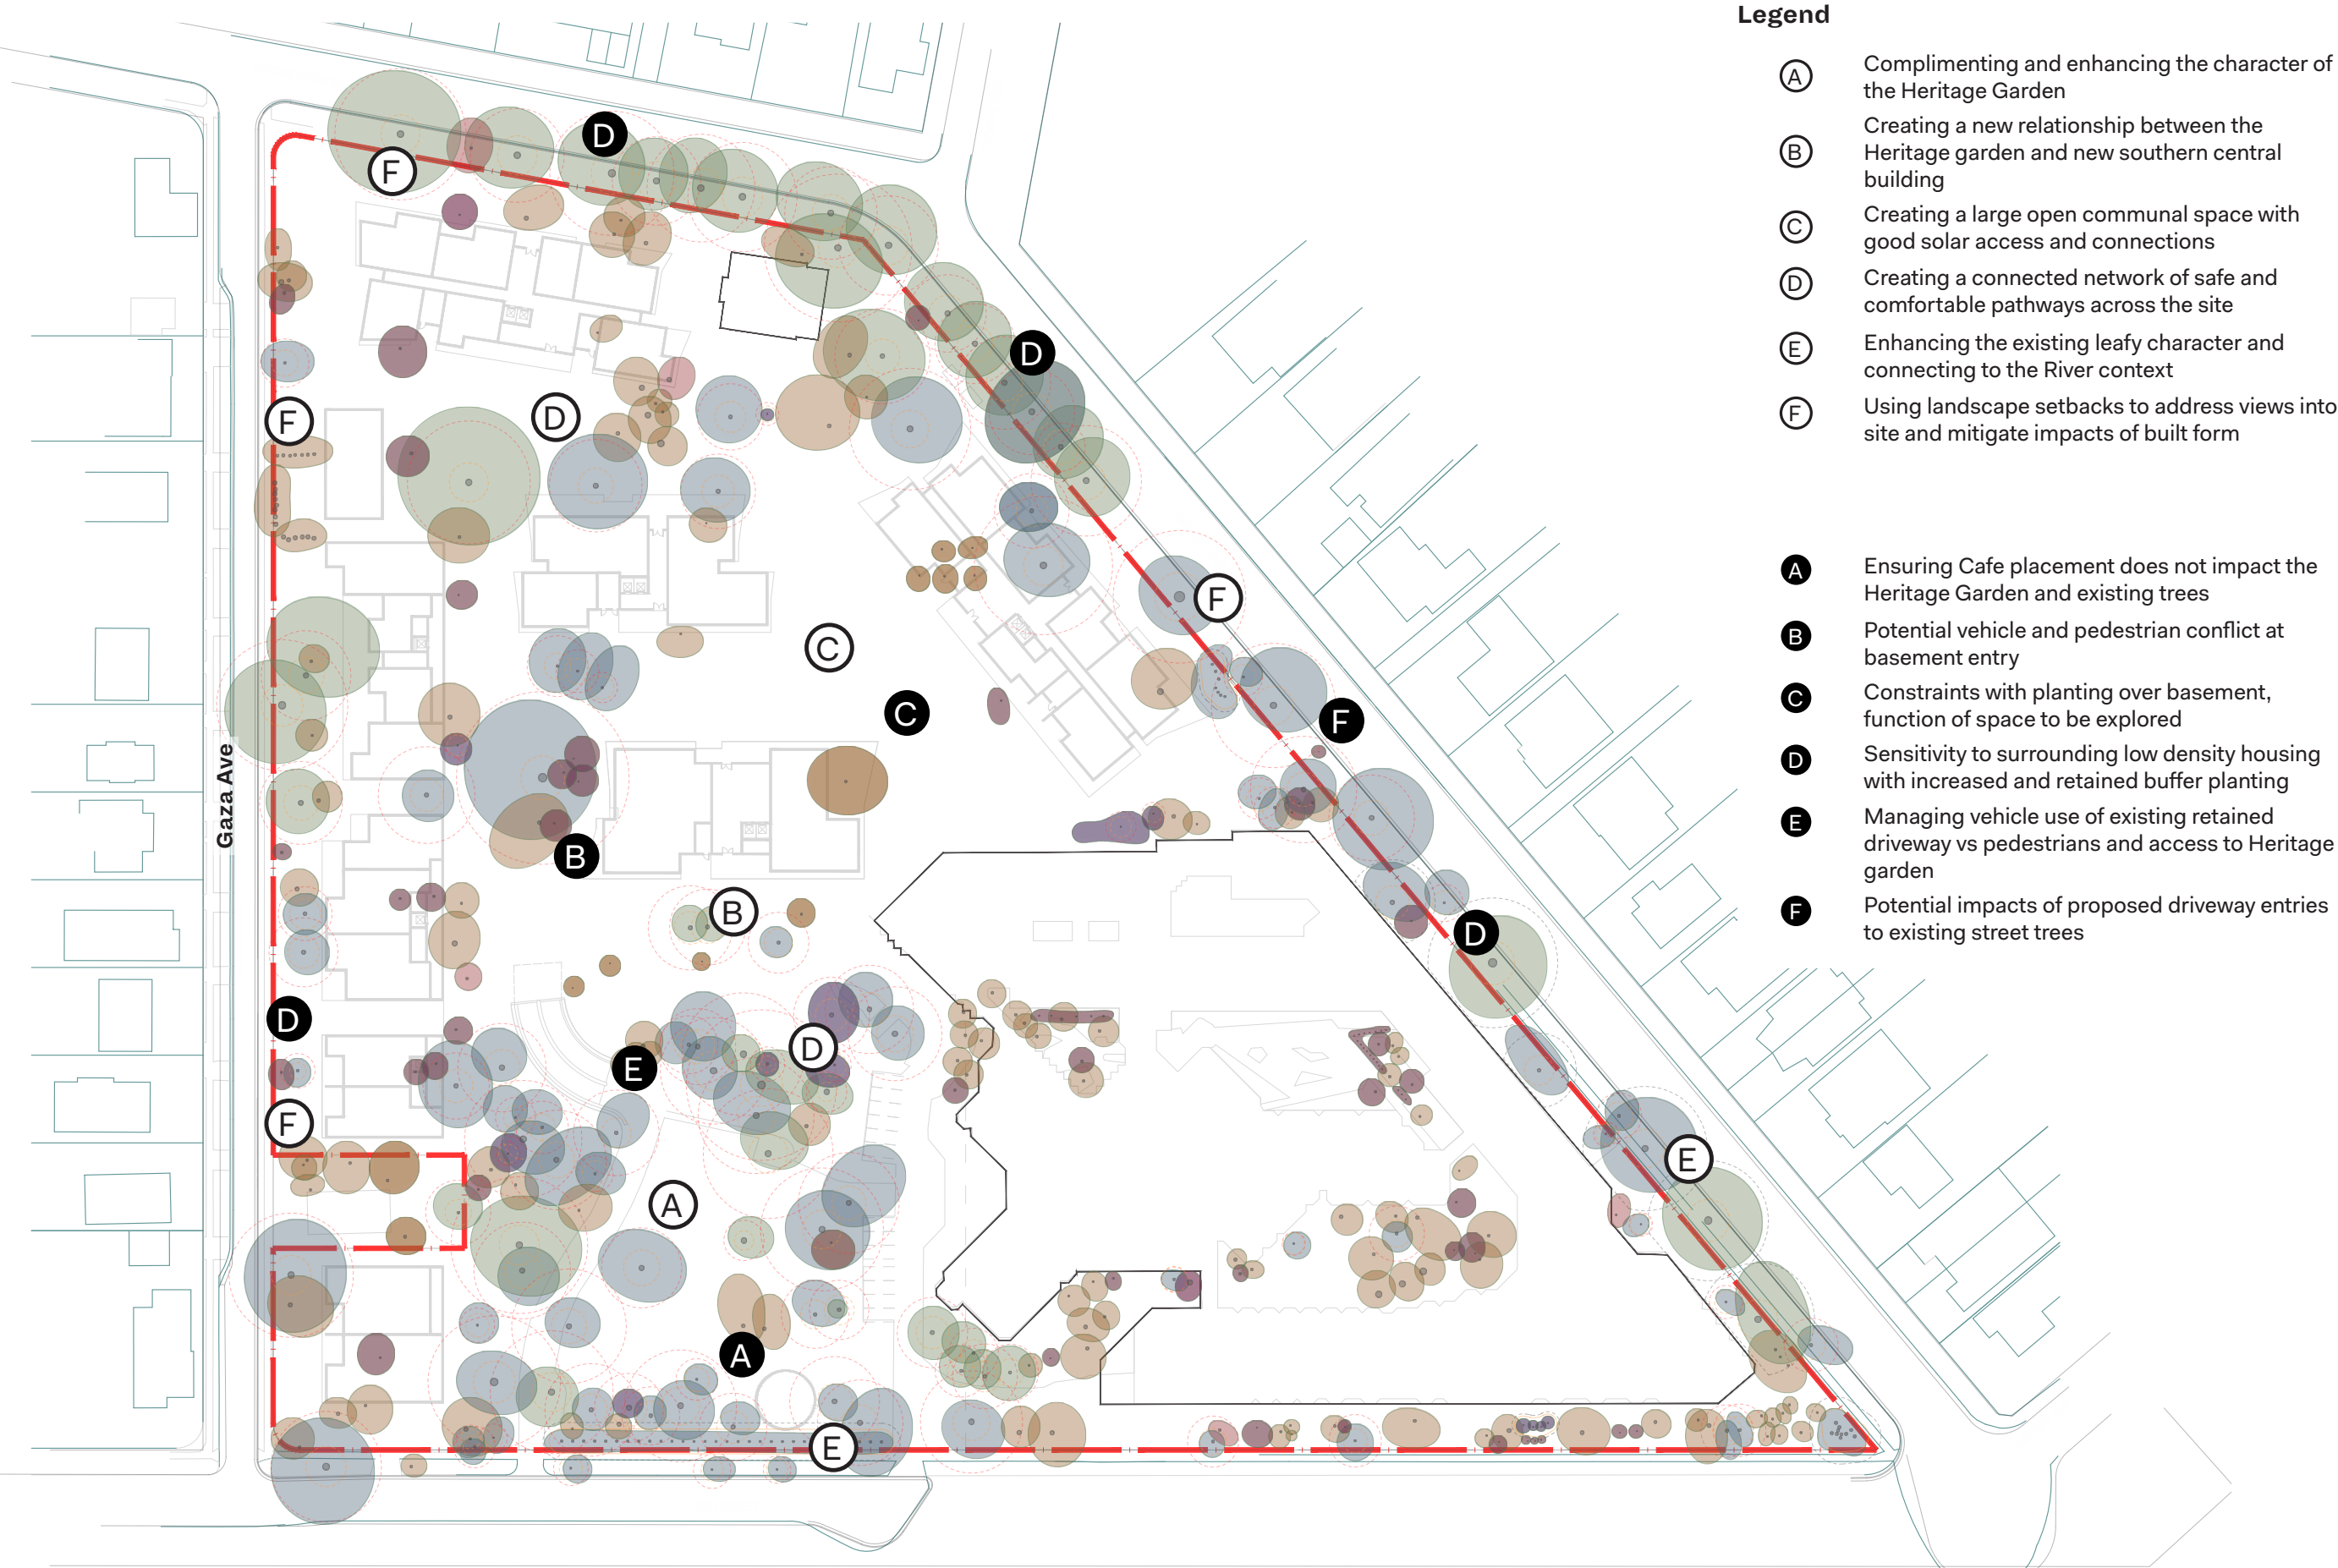 Legend
A Complimenting and enhancing the character of
the Heritage Garden
B Creating a new relationship between the
Heritage garden and new southern central
building
C Creating a large open communal space with
good solar access and connections
D Creating a connected network of safe and
comfortable pathways across the site
E Enhancing the existing leafy character and
connecting to the River context
F Using landscape setbacks to address views into
site and mitigate impacts of built form
A Ensuring Cafe placement does not impact the
Heritage Garden and existing trees
B Potential vehicle and pedestrian conflict at
basement entry
C Constraints with planting over basement,
function of space to be explored
D Sensitivity to surrounding low density housing
with increased and retained buffer planting
E Managing vehicle use of existing retained
driveway vs pedestrians and access to Heritage
garden
F Potential impacts of proposed driveway entries
to existing street trees
D
F
D
F
D
F
C
C
F
Gaza Ave
B
B
D
D
D
E
F
E
A
A
E